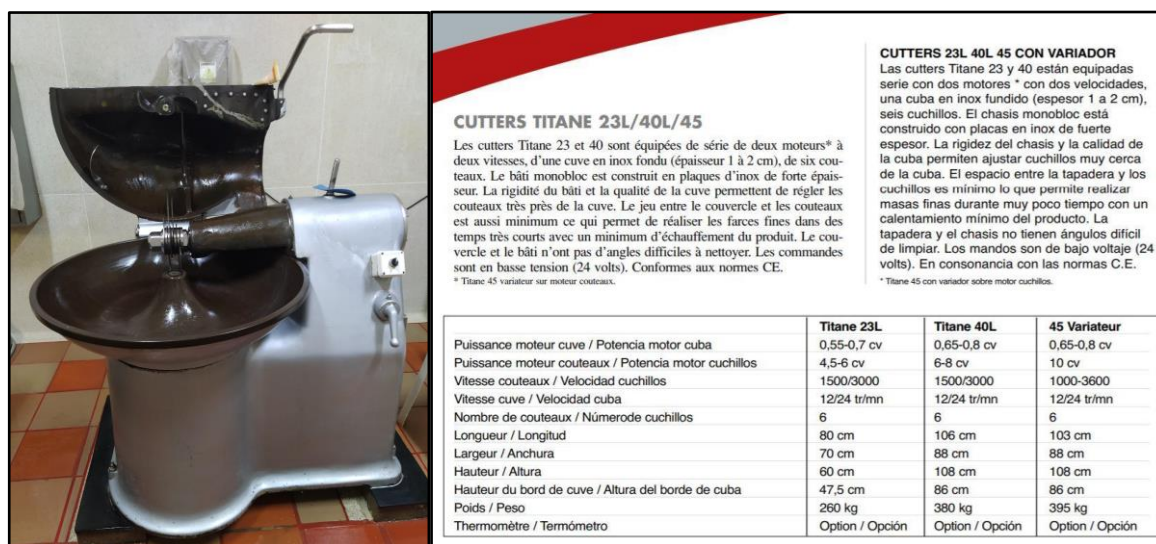 CUTTERS TITANE 23L/40L/45
Les cutters Titane 23 et 40 sont équipées de série de deux moteurs* à
deux vitesses, d'une cuve en inox fondu (épaisseur 1 à 2 cm), de six cou-
teaux. Le bâti monobloc est construit en plaques d'inox de forte épais-
seur. La rigidité du bâti et la qualité de la cuve permettent de régler les
couteaux très près de la cuve. Le jeu entre le couvercle et les couteaux
est aussi minimum ce qui permet de réaliser les farces fines dans des
temps très courts avec un minimum d'échauffement du produit. Le cou-
vercle et le bâti n'ont pas d'angles difficiles à nettoyer. Les commandes
sont en basse tension (24 volts). Conformes aux normes CE.
* Titane 45 variateur sur moteur couteaux.
CUTTERS 23L 40L 45 CON VARIADOR
Las cutters Titane 23 y 40 están equipadas
serie con dos motores * con dos velocidades,
una cuba en inox fundido (espesor 1 a 2 cm),
seis cuchillos. El chasis monobloc está
construido con placas en inox de fuerte
espesor. La rigidez del chasis y la calidad de
la cuba permiten ajustar cuchillos muy cerca
de la cuba. El espacio entre la tapadera y los
cuchillos es mínimo lo que permite realizar
masas finas durante muy poco tiempo con un
calentamiento mínimo del producto. La
tapadera y el chasis no tienen ángulos difícil
de limpiar. Los mandos son de bajo voltaje (24
volts). En consonancia con las normas C.E.
* Titane 45 con variador sobre motor cuchillos.
Titane 23L Titane 40L 45 Variateur
Puissance moteur cuve / Potencia motor cuba 0,55-0,7 cv 0,65-0,8 cv 0,65-0,8 cv
Puissance moteur couteaux / Potencia motor cuchillos 4,5-6 cv 6-8 cv 10 cv
Vitesse couteaux / Velocidad cuchillos 1500/3000 1500/3000 1000-3600
Vitesse cuve / Velocidad cuba 12/24 tr/mn 12/24 tr/mn 12/24 tr/mn
Nombre de couteaux / Númerode cuchillos 6 6 6
Longueur / Longitud 80 cm 106 cm 103 cm
Largeur / Anchura 70 cm 88 cm 88 cm
Hauteur / Altura 60 cm 108 cm 108 cm
Hauteur du bord de cuve / Altura del borde de cuba 47,5 cm 86 cm 86 cm
Poids / Peso 260 kg 380 kg 395 kg
Thermomètre / Termómetro Option / Opción Option / Opción Option / Opción